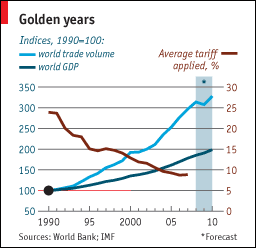 Golden years
Indices, 1990=100:
world trade volume
world GDP
Average tariff
applied, %
*
350
300
250
200
150
100
50
30
25
20
15
10
5
0
1990
95
2000
05
10
Sources: World Bank; IMF
*Forecast